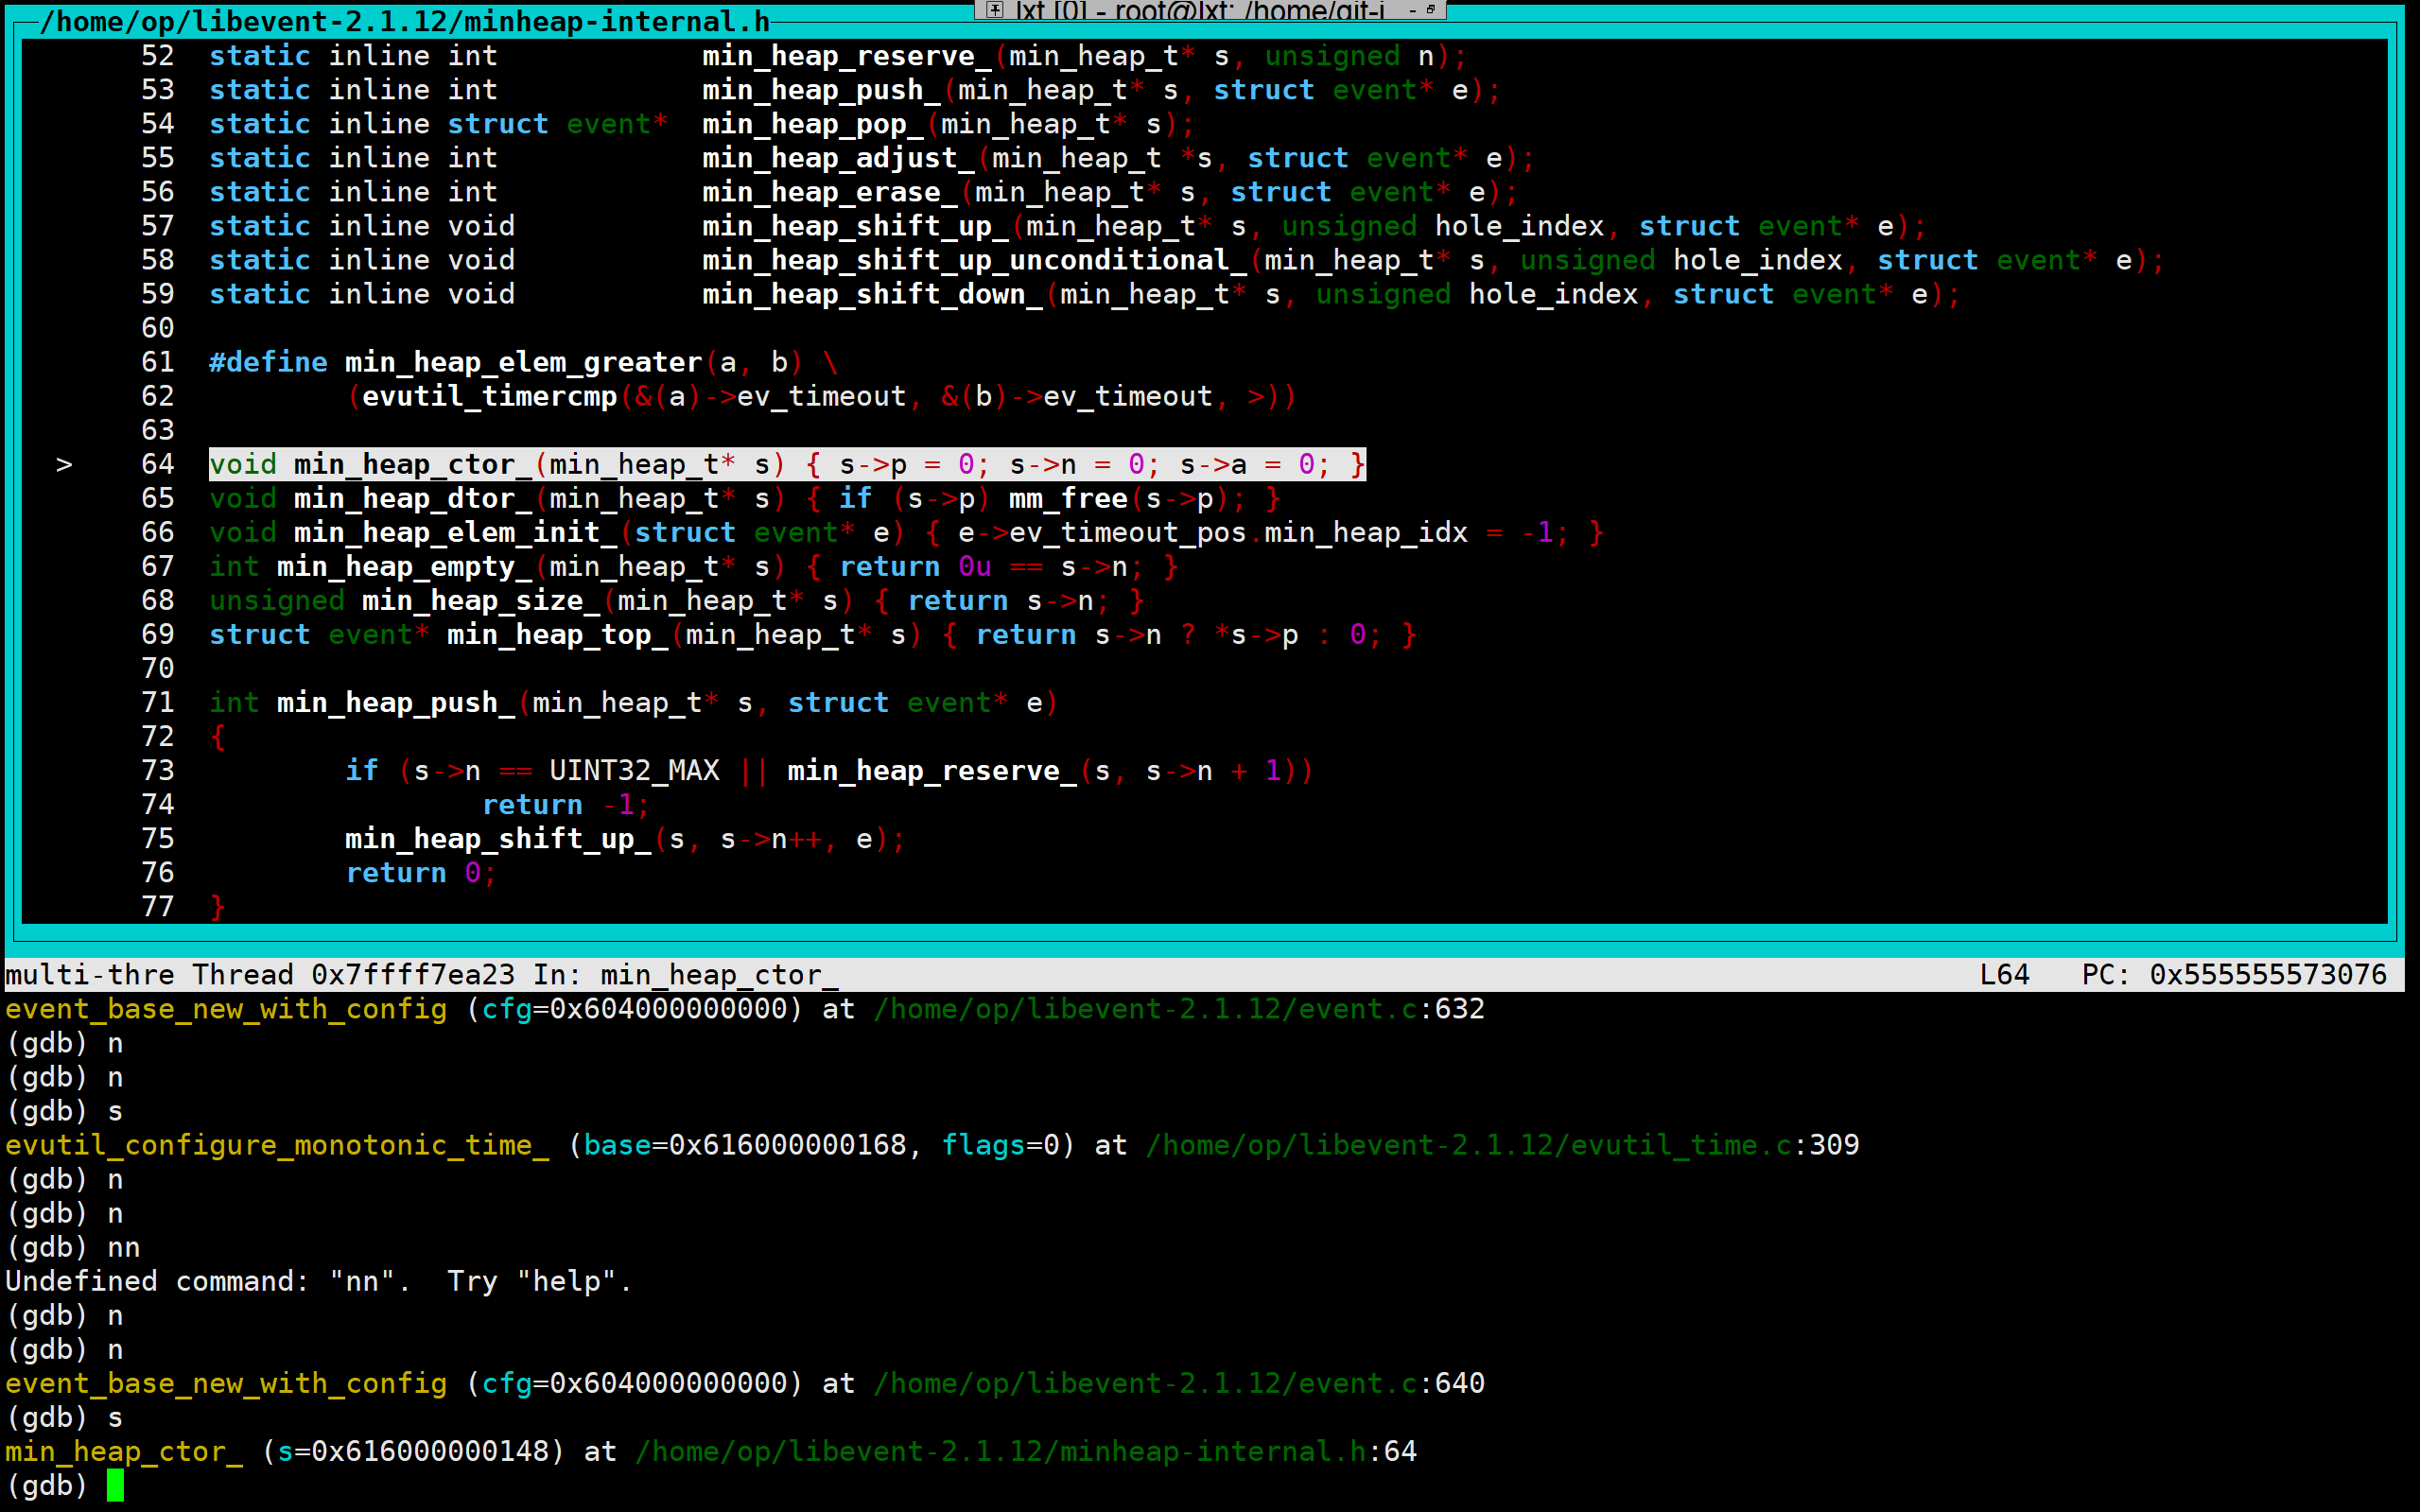 /home/op/libevent-2.1.12/minheap-internal.h
lxt [0] - root@lxt: /home/git-i
52 static inline int min_heap_reserve_(min_heap_t* s, unsigned n);
53 static inline int min_heap_push_(min_heap_t* s, struct event* e);
54 static inline struct event* min_heap_pop_(min_heap_t* s);
55 static inline int min_heap_adjust_(min_heap_t *s, struct event* e);
56 static inline int min_heap_erase_(min_heap_t* s, struct event* e);
57 static inline void min_heap_shift_up_(min_heap_t* s, unsigned hole_index, struct event* e);
58 static inline void min_heap_shift_up_unconditional_(min_heap_t* s, unsigned hole_index, struct event* e);
59 static inline void min_heap_shift_down_(min_heap_t* s, unsigned hole_index, struct event* e);
60
61 #define min_heap_elem_greater(a, b) \
62 (evutil_timercmp(&(a)->ev_timeout, &(b)->ev_timeout, >))
63
> 64 void min_heap_ctor_(min_heap_t* s) { s->p = 0; s->n = 0; s->a = 0; }
65 void min_heap_dtor_(min_heap_t* s) { if (s->p) mm_free(s->p); }
66 void min_heap_elem_init_(struct event* e) { e->ev_timeout_pos.min_heap_idx = -1; }
67 int min_heap_empty_(min_heap_t* s) { return 0u == s->n; }
68 unsigned min_heap_size_(min_heap_t* s) { return s->n; }
69 struct event* min_heap_top_(min_heap_t* s) { return s->n ? *s->p : 0; }
70
71 int min_heap_push_(min_heap_t* s, struct event* e)
72 {
73 if (s->n == UINT32_MAX || min_heap_reserve_(s, s->n + 1))
74 return -1;
75 min_heap_shift_up_(s, s->n++, e);
76 return 0;
77 }
multi-thre Thread 0x7ffff7ea23 In: min_heap_ctor_ L64 PC: 0x555555573076
event_base_new_with_config (cfg=0x604000000000) at /home/op/libevent-2.1.12/event.c:632
(gdb) n
(gdb) n
(gdb) s
evutil_configure_monotonic_time_ (base=0x616000000168, flags=0) at /home/op/libevent-2.1.12/evutil_time.c:309
(gdb) n
(gdb) n
(gdb) nn
Undefined command: "nn".  Try "help".
(gdb) n
(gdb) n
event_base_new_with_config (cfg=0x604000000000) at /home/op/libevent-2.1.12/event.c:640
(gdb) s
min_heap_ctor_ (s=0x616000000148) at /home/op/libevent-2.1.12/minheap-internal.h:64
(gdb)